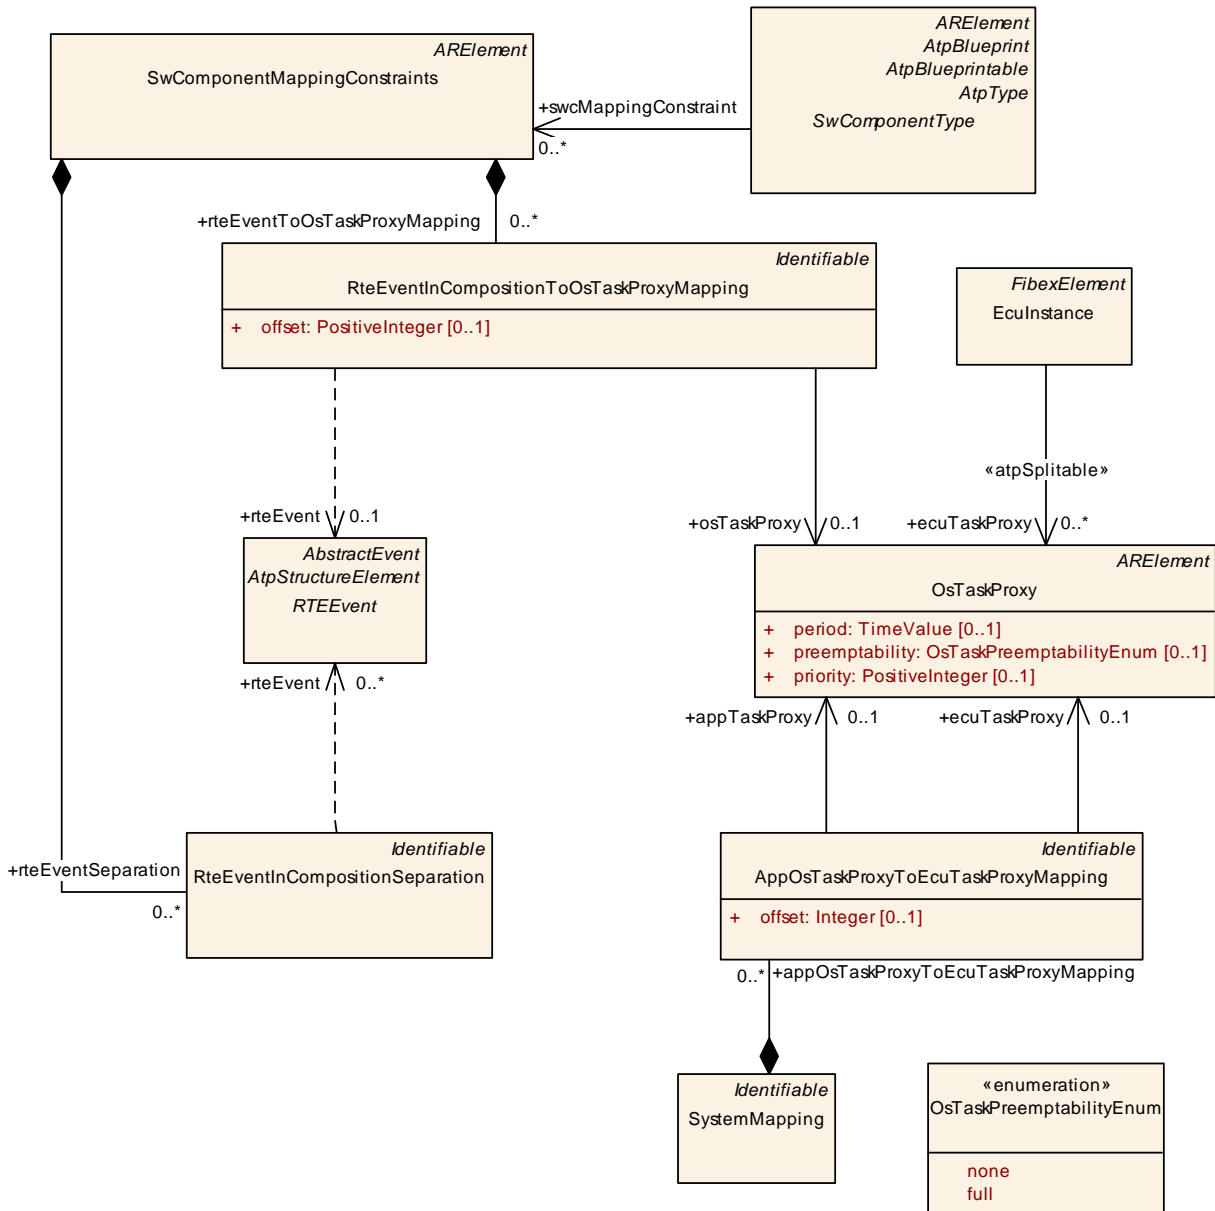 ARElement
SwComponentMappingConstraints
ARElement
AtpBlueprint
AtpBlueprintable
AtpType
SwComponentType
+swcMappingConstraint
0..*
+rteEventToOsTaskProxyMapping
0..*
Identifiable
RteEventInCompositionToOsTaskProxyMapping
+ offset: PositiveInteger [0..1]
FibexElement
EcuInstance
«atpSplitable»
+rteEvent
0..1
+osTaskProxy
0..1
+ecuTaskProxy
0..*
AbstractEvent
AtpStructureElement
RTEEvent
ARElement
OsTaskProxy
+ period: TimeValue [0..1]
+ preemptability: OsTaskPreemptabilityEnum [0..1]
+ priority: PositiveInteger [0..1]
+rteEvent
0..*
+appTaskProxy
0..1
+ecuTaskProxy
0..1
Identifiable
RteEventInCompositionSeparation
+rteEventSeparation
0..*
Identifiable
AppOsTaskProxyToEcuTaskProxyMapping
+ offset: Integer [0..1]
0..*
+appOsTaskProxyToEcuTaskProxyMapping
Identifiable
SystemMapping
«enumeration»
OsTaskPreemptabilityEnum
none
full